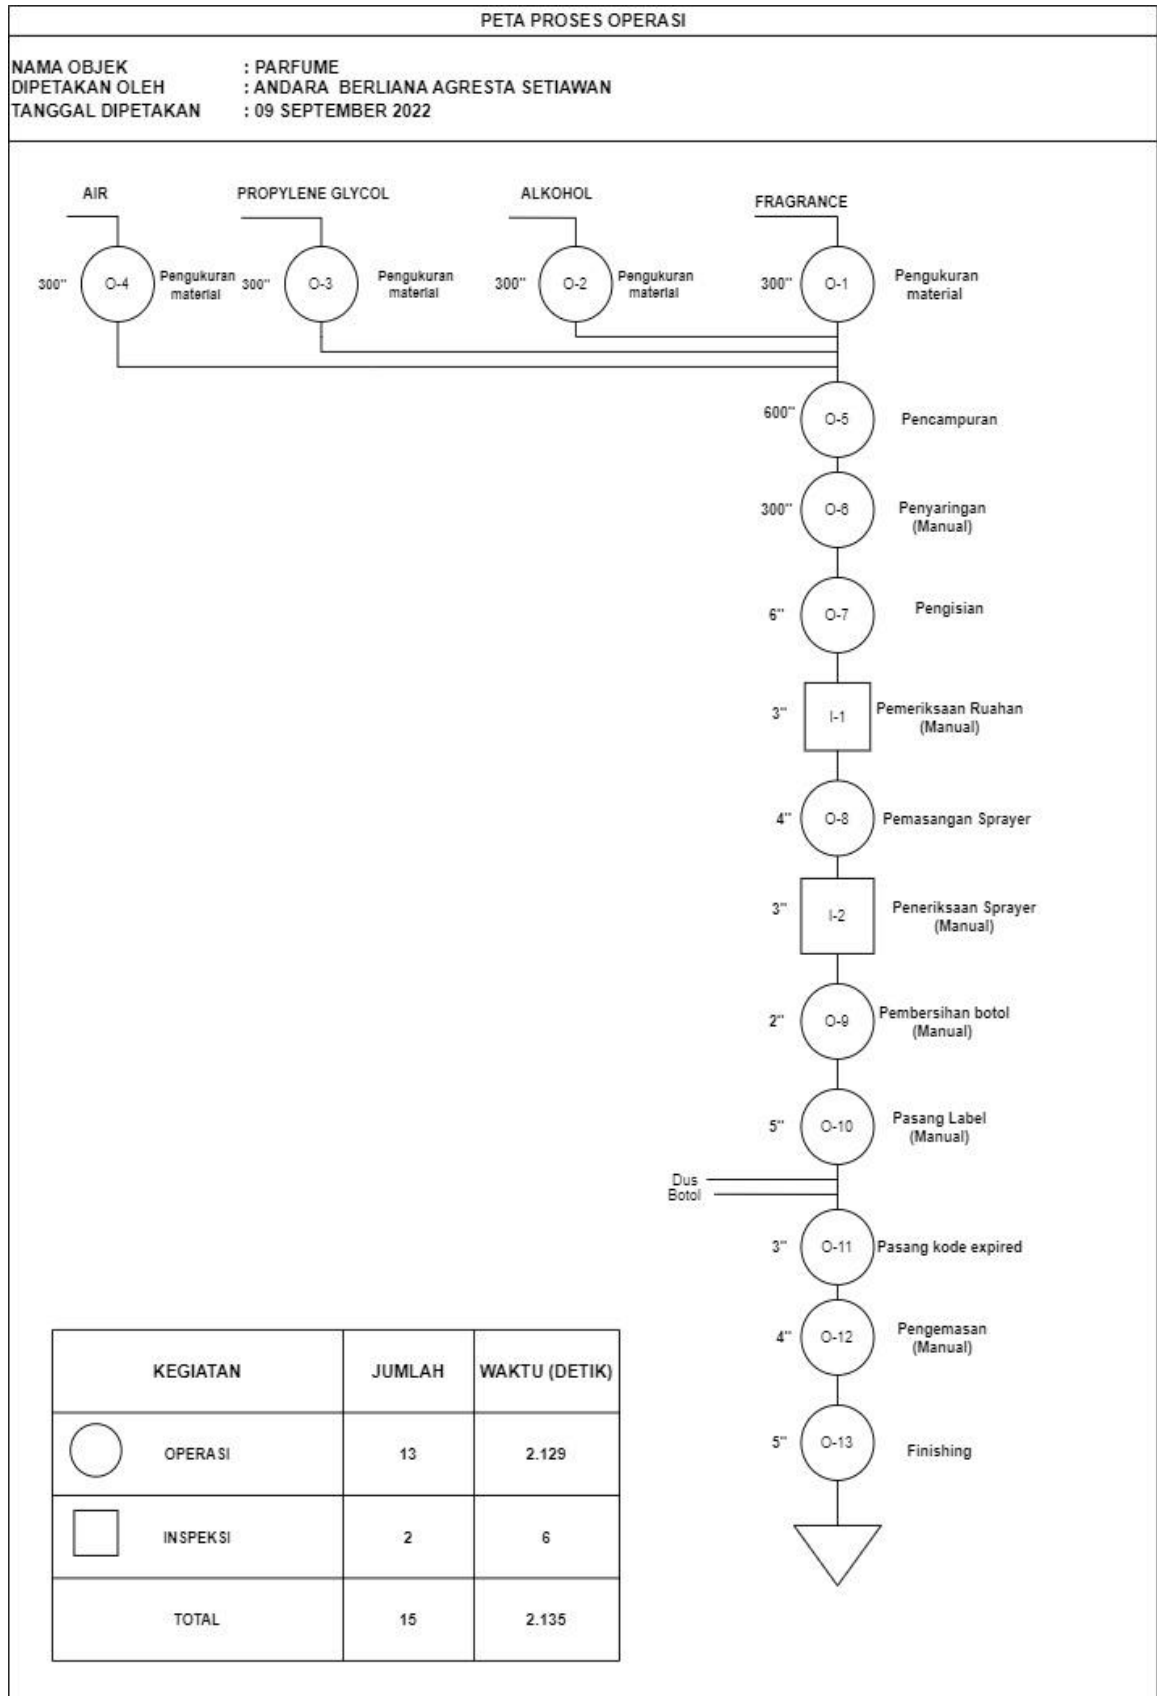 PETA PROSES OPERASI
NAMA OBJEK : PARFUME
DIPETAKAN OLEH : ANDARA BERLIANA AGRESTA SETIAWAN
TANGGAL DIPETAKAN : 09 SEPTEMBER 2022
AIR
PROPYLENE GLYCOL
ALKOHOL
FRAGRANCE
300" O-4 Pengukuran
material
300" O-3 Pengukuran
material
300" O-2 Pengukuran
material
300" O-1 Pengukuran
material
600" O-5 Pencampuran
300" O-6 Penyaringan
(Manual)
6" O-7 Pengisian
3" I-1 Pemeriksaan Ruahan
(Manual)
4" O-8 Pemasangan Sprayer
3" I-2 Peneriksaan Sprayer
(Manual)
2" O-9 Pembersihan botol
(Manual)
5" O-10 Pasang Label
(Manual)
Dus
Botol
3" O-11 Pasang kode expired
4" O-12 Pengemasan
(Manual)
5" O-13 Finishing
KEGIATAN JUMLAH WAKTU (DETIK)
OPERASI 13 2.129
INSPEKSI 2 6
TOTAL 15 2.135